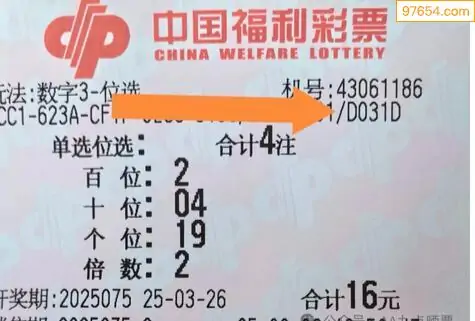 97654.com
中国福利彩票
CHINA WELFARE LOTTERY
玩法:数字3-位选 机号:43061186
CC1-623A-CF /D031D
单选位选: 合计4注
百位: 2
十位: 04
个位: 19
倍数: 2
开奖期:2025075 25-03-26 合计16元
公众号